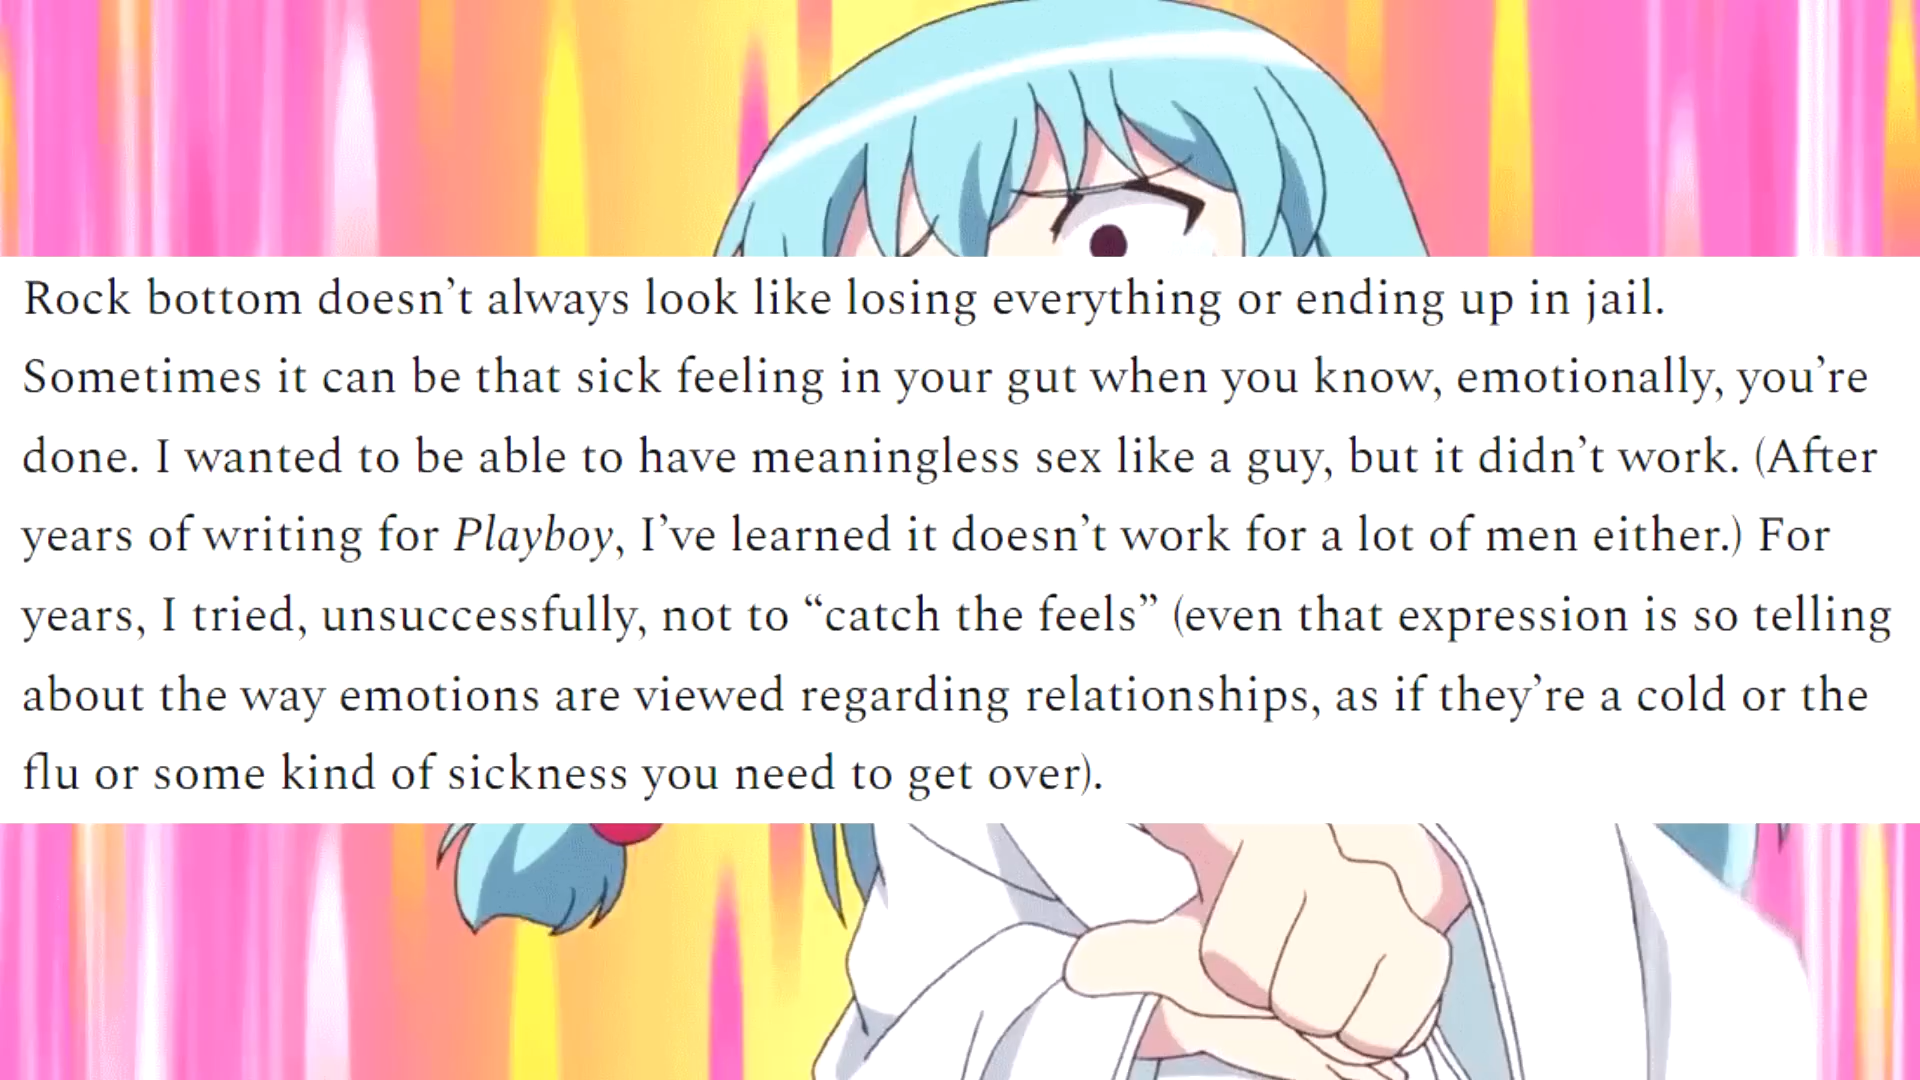 Rock bottom doesn’t always look like losing everything or ending up in jail.
Sometimes it can be that sick feeling in your gut when you know, emotionally, you’re
done. I wanted to be able to have meaningless sex like a guy, but it didn’t work. (After
years of writing for Playboy, I’ve learned it doesn’t work for a lot of men either.) For
years, I tried, unsuccessfully, not to “catch the feels” (even that expression is so telling
about the way emotions are viewed regarding relationships, as if they’re a cold or the
flu or some kind of sickness you need to get over).